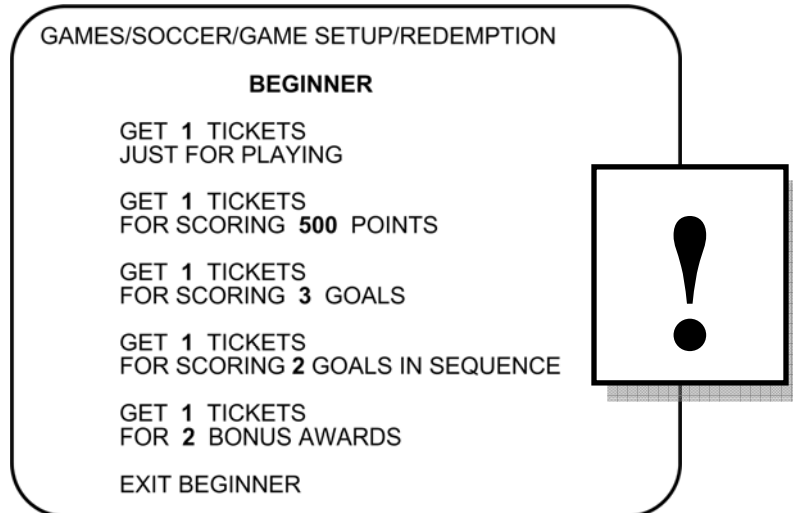 GAMES/SOCCER/GAME SETUP/REDEMPTION
BEGINNER
GET 1 TICKETS
JUST FOR PLAYING
GET 1 TICKETS
FOR SCORING 500 POINTS
GET 1 TICKETS
FOR SCORING 3 GOALS
GET 1 TICKETS
FOR SCORING 2 GOALS IN SEQUENCE
GET 1 TICKETS
FOR 2 BONUS AWARDS
EXIT BEGINNER
!